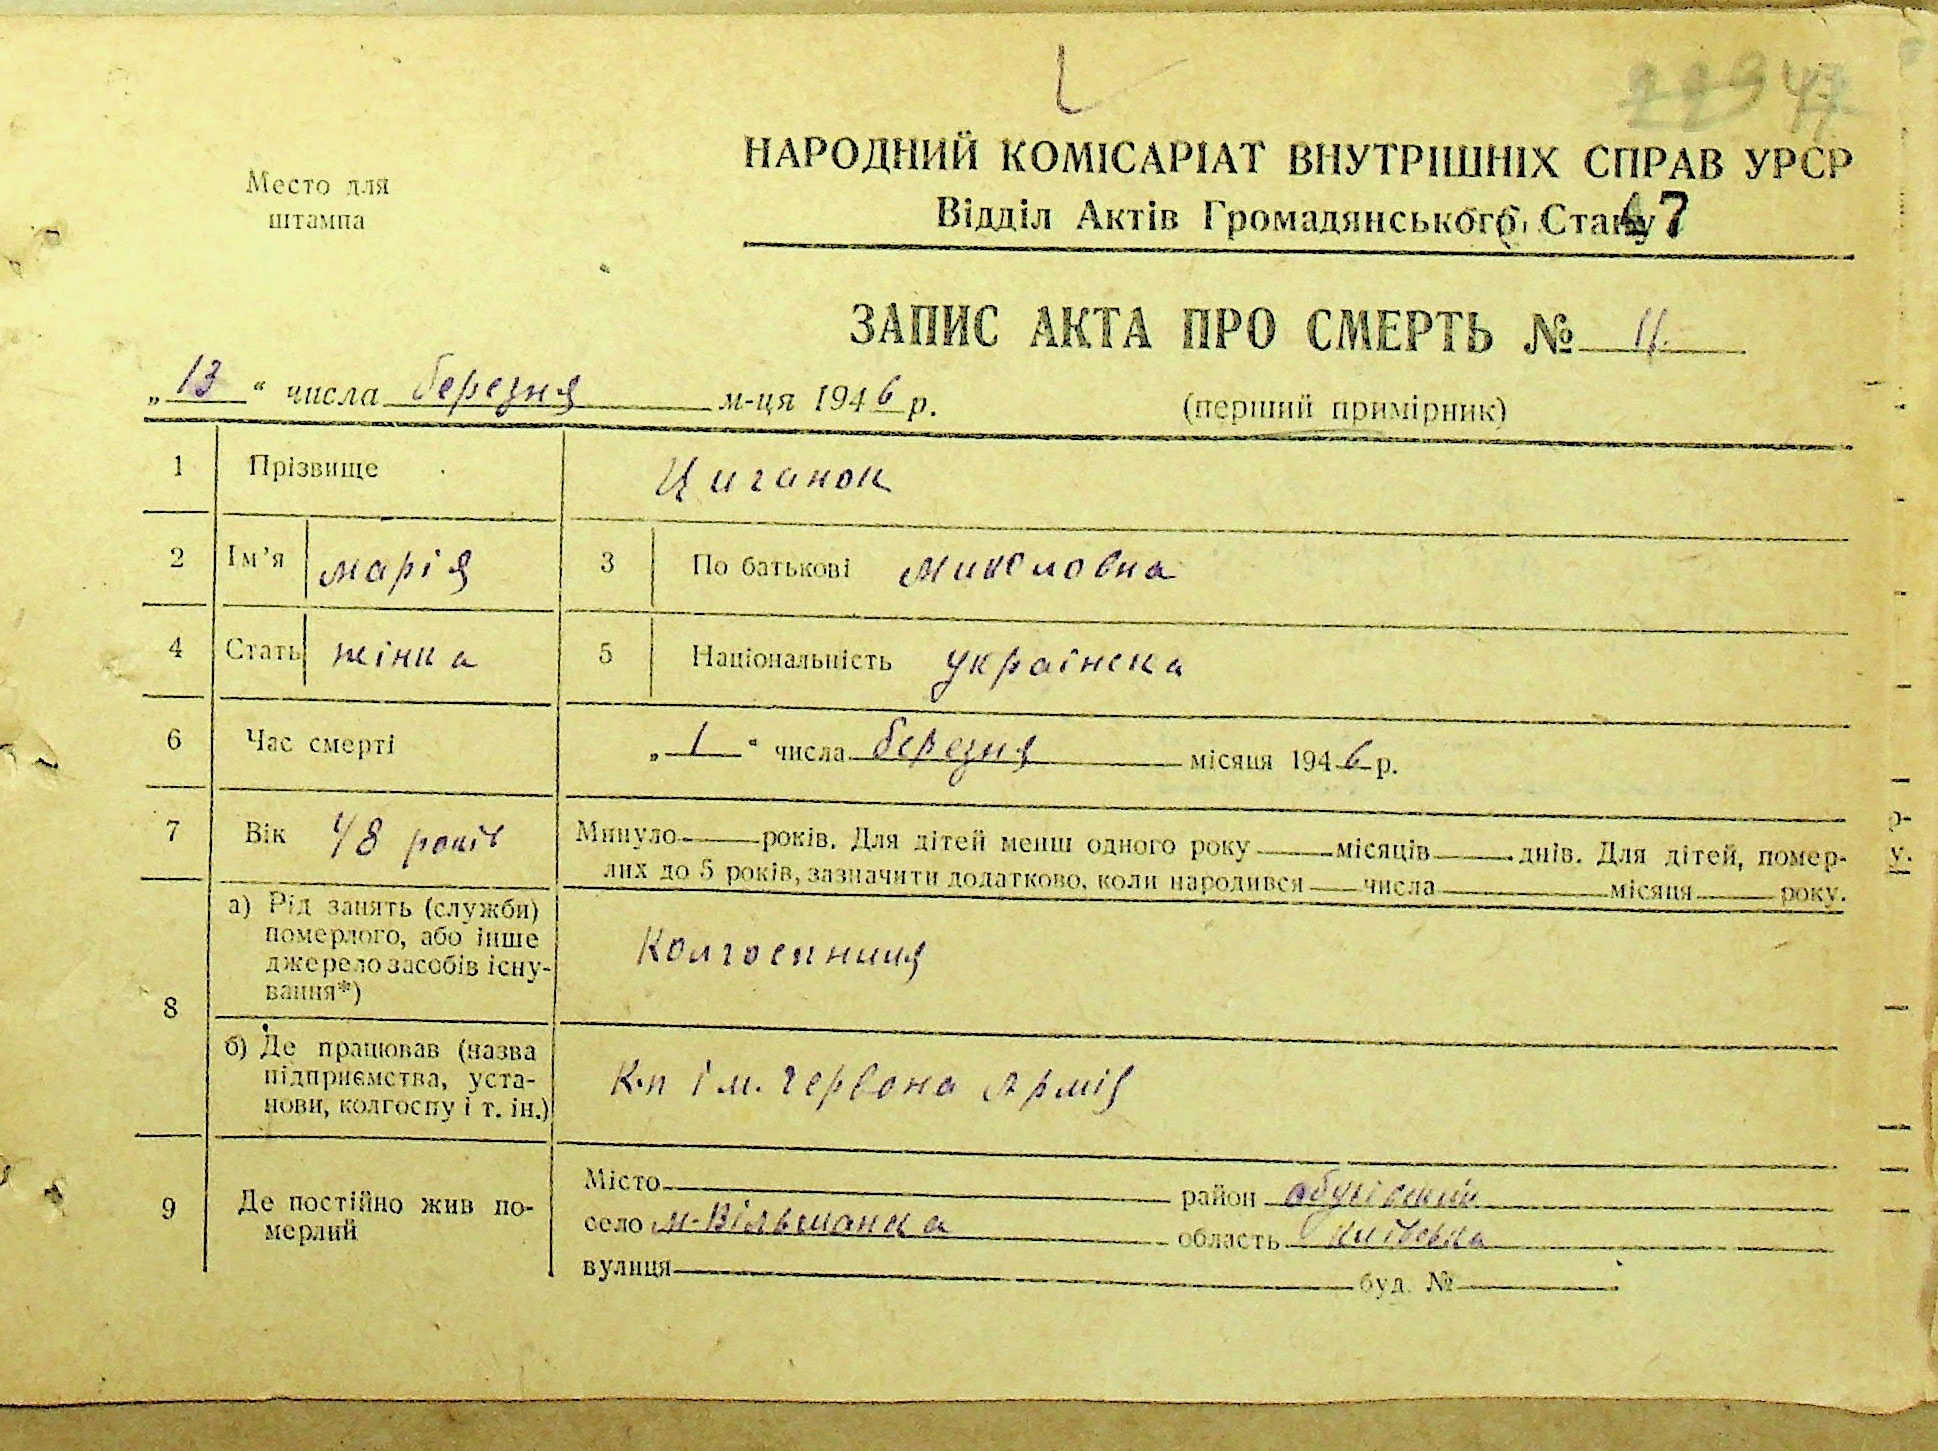 47
Место для
штампа
НАРОДНИЙ КОМІСАРІАТ ВНУТРІШНІХ СПРАВ УРСР
Відділ Актів Громадянського Стану 47
ЗАПИС АКТА ПРО СМЕРТЬ № 11
„13“ числа березня м-ця 1946 р.
(перший примірник)
1 Прізвище Циганок
2 Ім’я марія 3 По батькові миколовна
4 Стать жінка 5 Національність українска
6 Час смерті „1“ числа березня місяця 1946 р.
7 Вік 48 років Минуло років. Для дітей менш одного року місяців днів. Для дітей, помер-
лих до 5 років, зазначити додатково, коли народився числа місяця року.
8 а) Рід занять (служби)
померлого, або інше
джерело засобів існу-
вання*)
Колгоспниця
б) Де працював (назва
підприємства, уста-
нови, колгоспу і т. ін.)
К-п ім. Червона Армія
9 Де постійно жив по-
мерлий
Місто район
село м-Вільшанка область Київска
вулиця буд. №